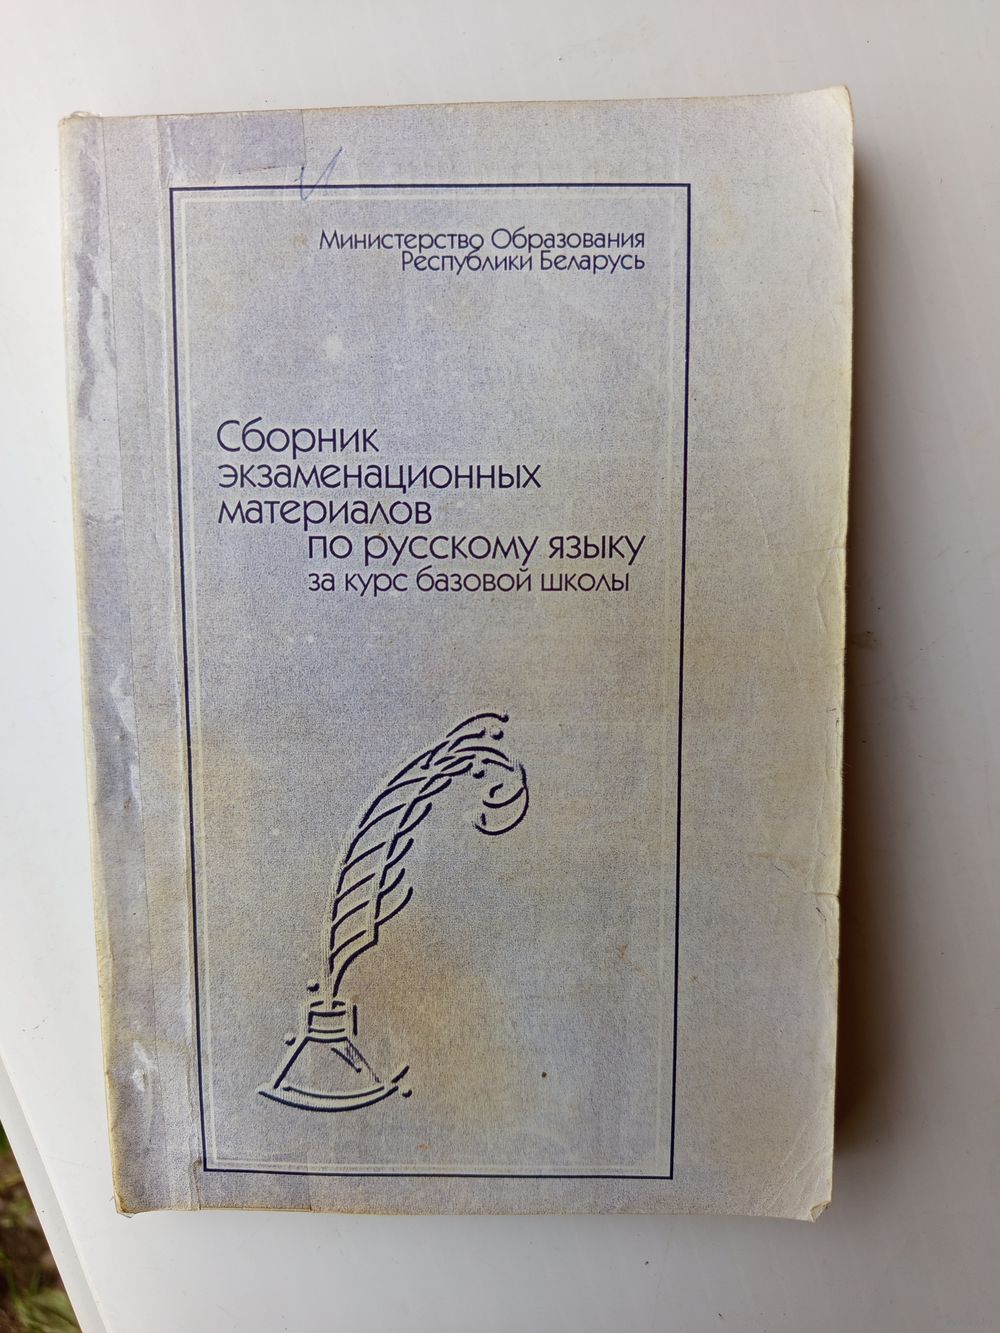 Министерство Образования
Республики Беларусь
Сборник
экзаменационных
материалов
по русскому языку
за курс базовой школы